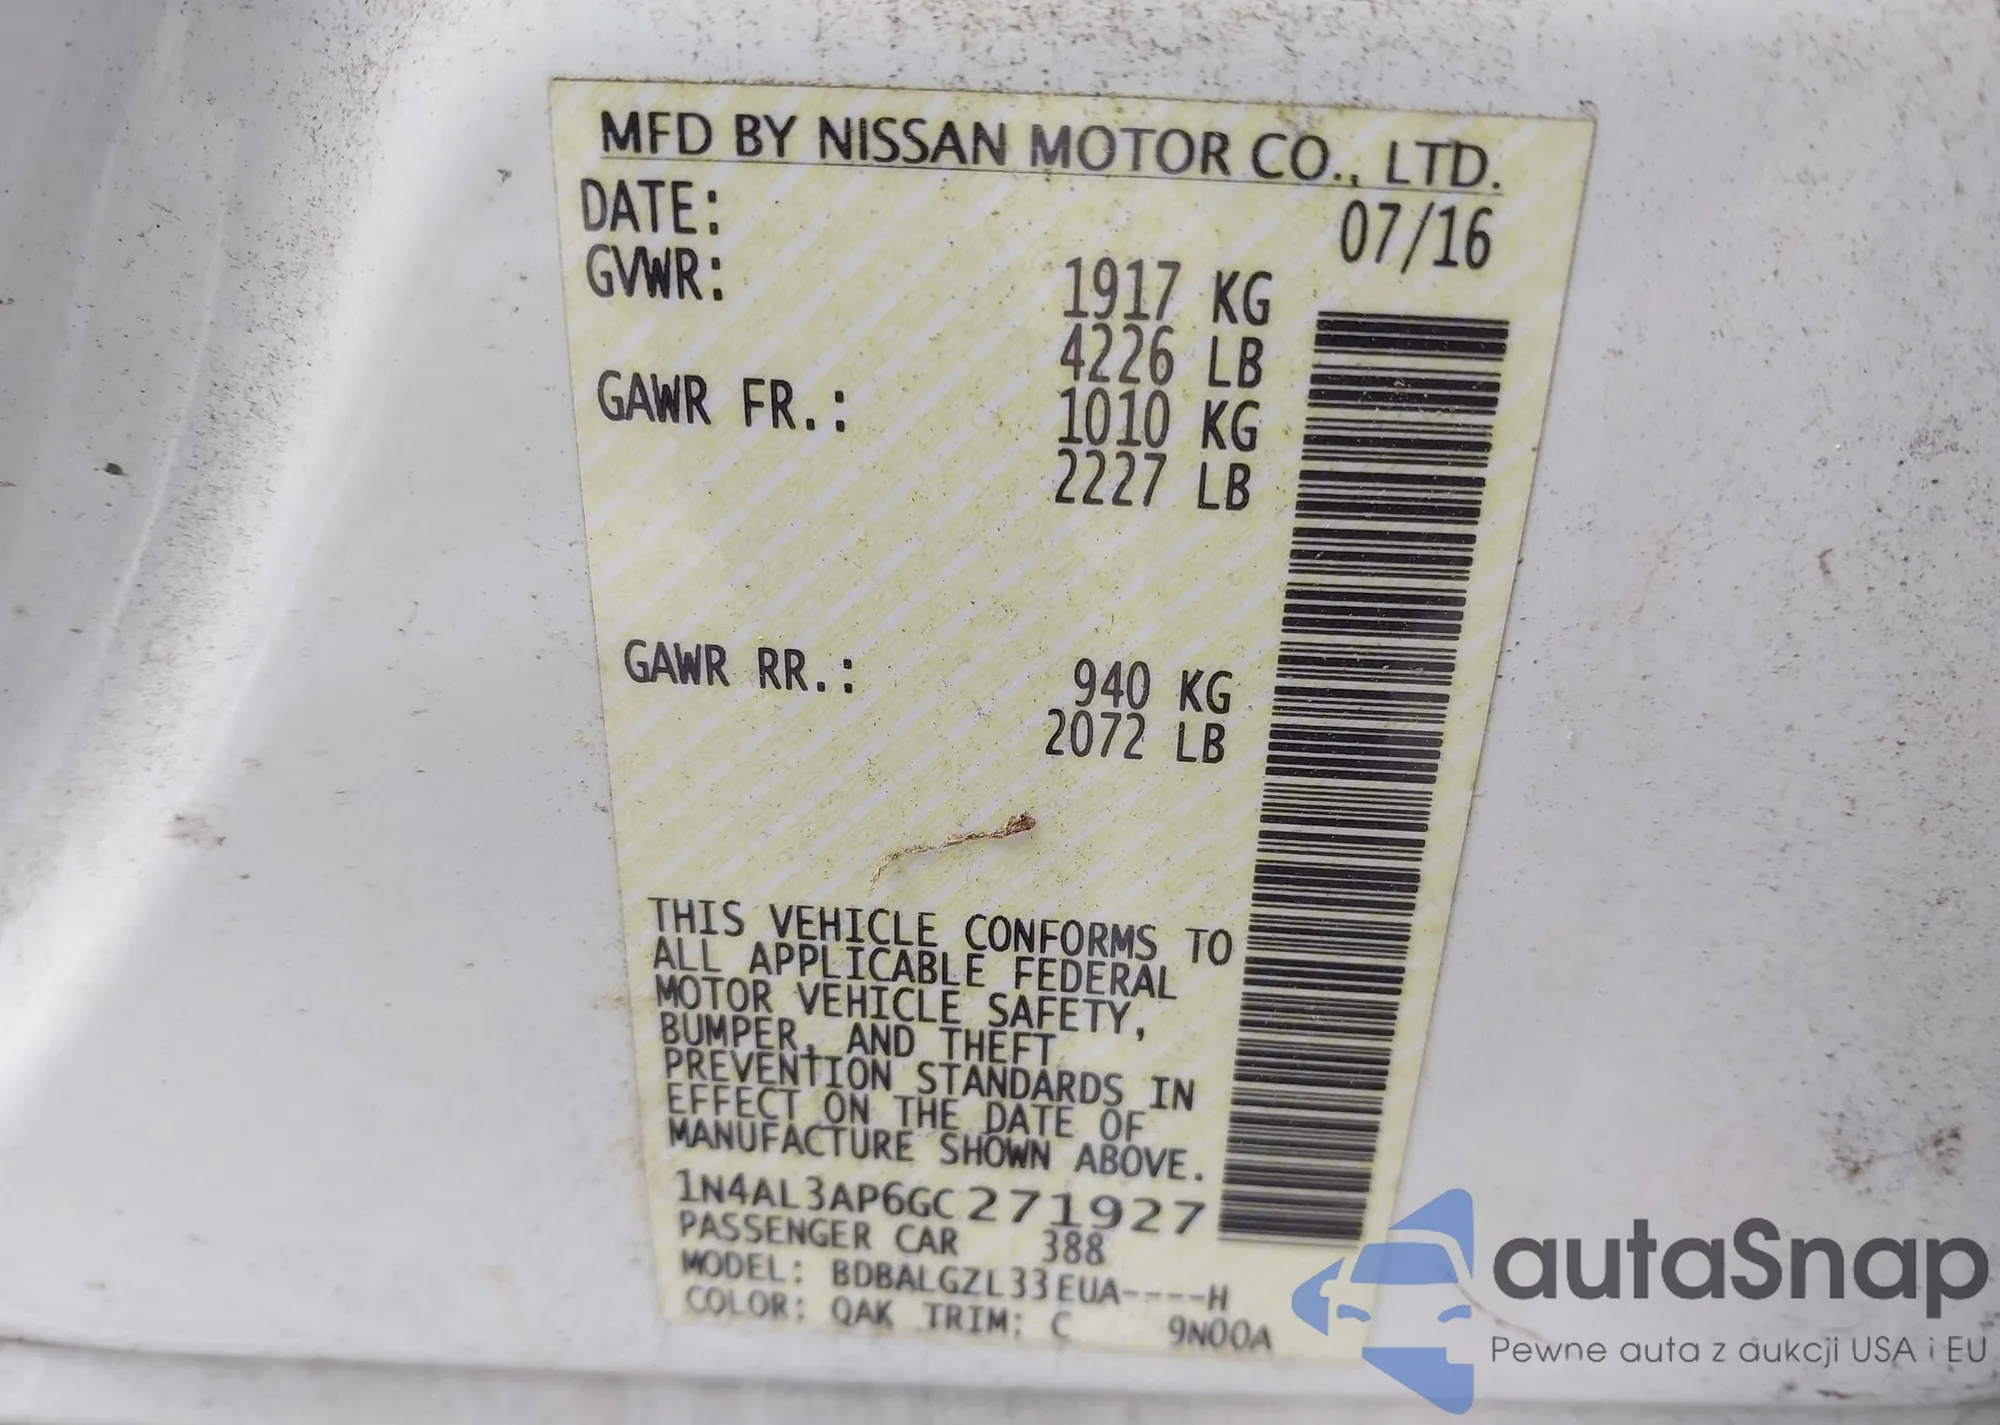 MFD BY NISSAN MOTOR CO., LTD.
DATE: 07/16
GVWR: 1917 KG
4226 LB
GAWR FR.: 1010 KG
2227 LB
GAWR RR.: 940 KG
2072 LB
THIS VEHICLE CONFORMS TO
ALL APPLICABLE FEDERAL
MOTOR VEHICLE SAFETY,
BUMPER, AND THEFT
PREVENTION STANDARDS IN
EFFECT ON THE DATE OF
MANUFACTURE SHOWN ABOVE.
1N4AL3AP6GC271927
PASSENGER CAR 388
MODEL: BDBALGZL33EUA----H
COLOR: QAK TRIM: C 9N00A
autaSnap
Pewne auta z aukcji USA i EU